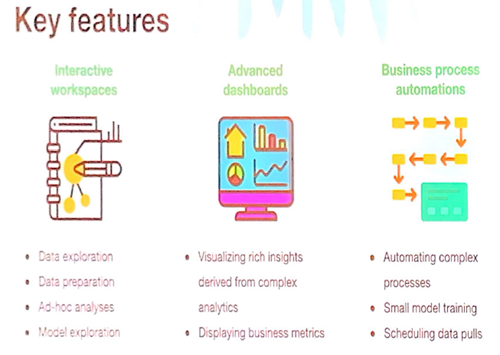 Key features
Interactive
workspaces
• Data exploration
• Data preparation
• Ad-hoc analyses
• Model exploration
Advanced
dashboards
• Visualizing rich insights
derived from complex
analytics
• Displaying business metrics
Business process
automations
• Automating complex
processes
• Small model training
• Scheduling data pulls